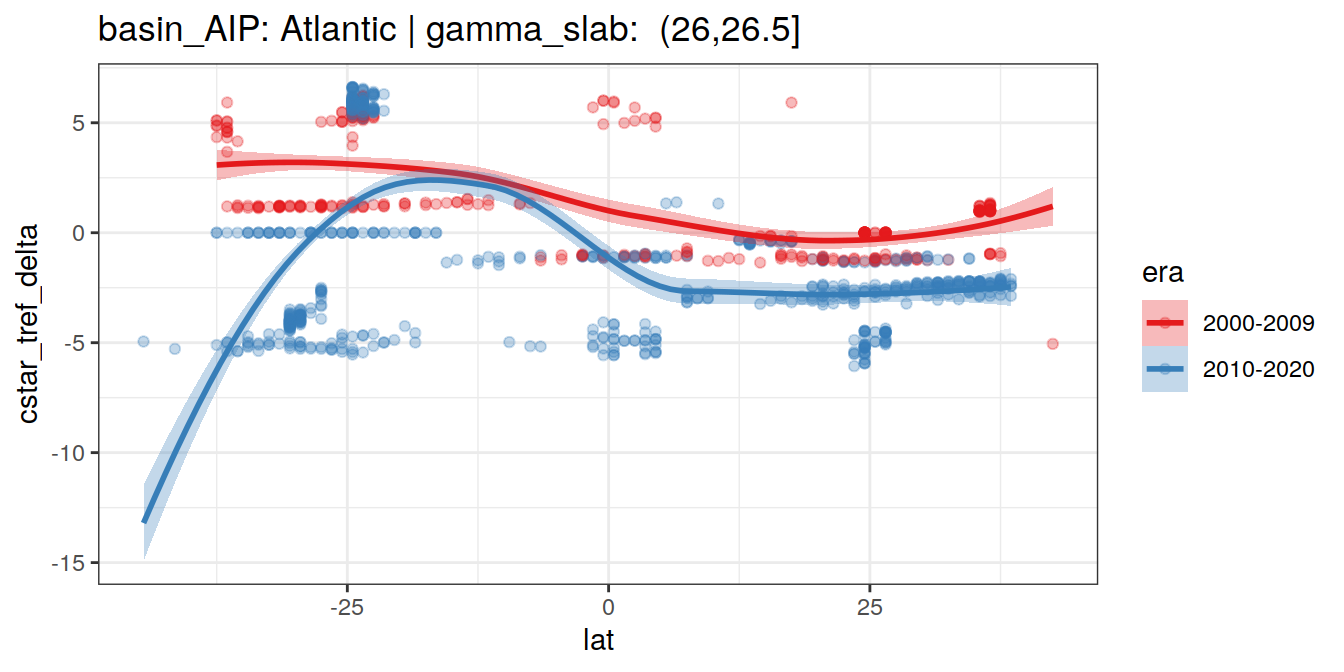 basin_AIP: Atlantic | gamma_slab:  (26,26.5]
cstar_tref_delta
5
0
-5
-10
-15
-25
0
25
lat
era
2000-2009
2010-2020